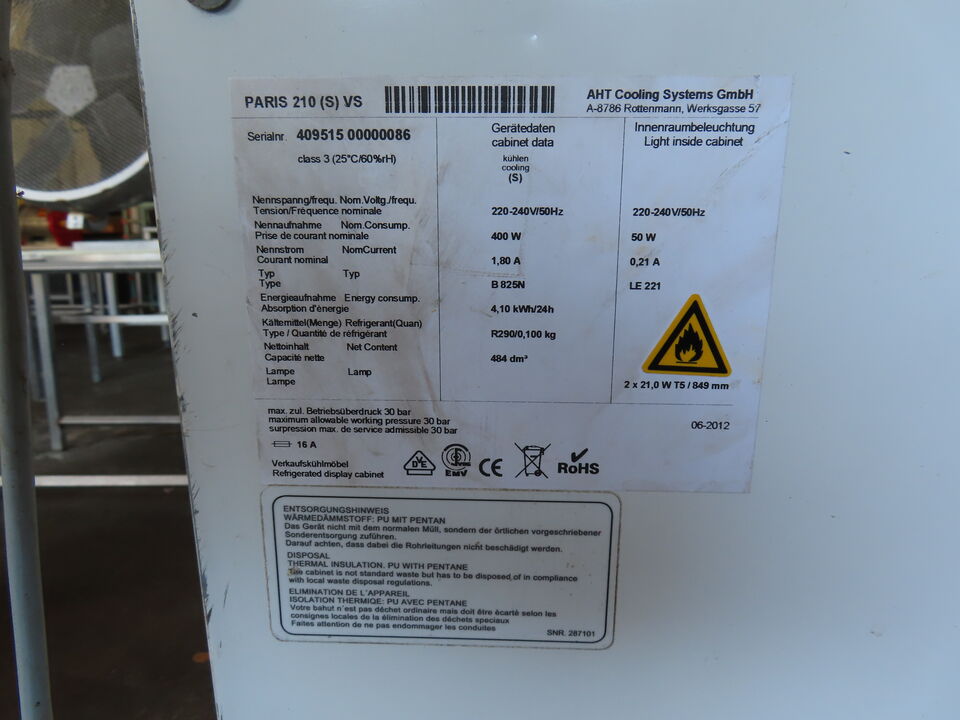 PARIS 210 (S) VS
AHT Cooling Systems GmbH
A-8786 Rottenmann, Werksgasse 57
Serialnr. 409515 00000086
class 3 (25°C/60%rH)
Gerätedaten
cabinet data
kühlen
cooling
(S)
Innenraumbeleuchtung
Light inside cabinet
Nennspanng/frequ. Nom.Voltg./frequ.
Tension/Fréquence nominale 220-240V/50Hz 220-240V/50Hz
Nennaufnahme Nom.Consump.
Prise de courant nominale 400 W 50 W
Nennstrom NomCurrent
Courant nominal 1,80 A 0,21 A
Typ Typ
Type B 825N LE 221
Energieaufnahme Energy consump.
Absorption d'énergie 4,10 kWh/24h
Kältemittel(Menge) Refrigerant(Quan)
Type / Quantité de réfrigérant R290/0,100 kg
Nettoinhalt Net Content
Capacité nette 484 dm³
Lampe Lamp
Lampe 2 x 21,0 W T5 / 849 mm
max. zul. Betriebsüberdruck 30 bar
maximum allowable working pressure 30 bar
surpression max. de service admissible 30 bar
06-2012
16 A
Verkaufskühlmöbel
Refrigerated display cabinet
VDE
EMV
CE
RoHS
ENTSORGUNGSHINWEIS
WÄRMEDÄMMSTOFF: PU MIT PENTAN
Das Gerät nicht mit dem normalen Müll, sondern der örtlichen vorgeschriebener
Sonderentsorgung zuführen.
Darauf achten, dass dabei die Rohrleitungen nicht beschädigt werden.
DISPOSAL
THERMAL INSULATION. PU WITH PENTANE
The cabinet is not standard waste but has to be disposed of in compliance
with local waste disposal regulations.
ELIMINATION DE L'APPAREIL
ISOLATION THERMIQE: PU AVEC PENTANE
Votre bahut n'est pas déchet ordinaire mais doit être écarté selon les
consignes locales de la élimination des déchets speciaux
Faites attention de ne pas endommager les conduites
SNR. 287101